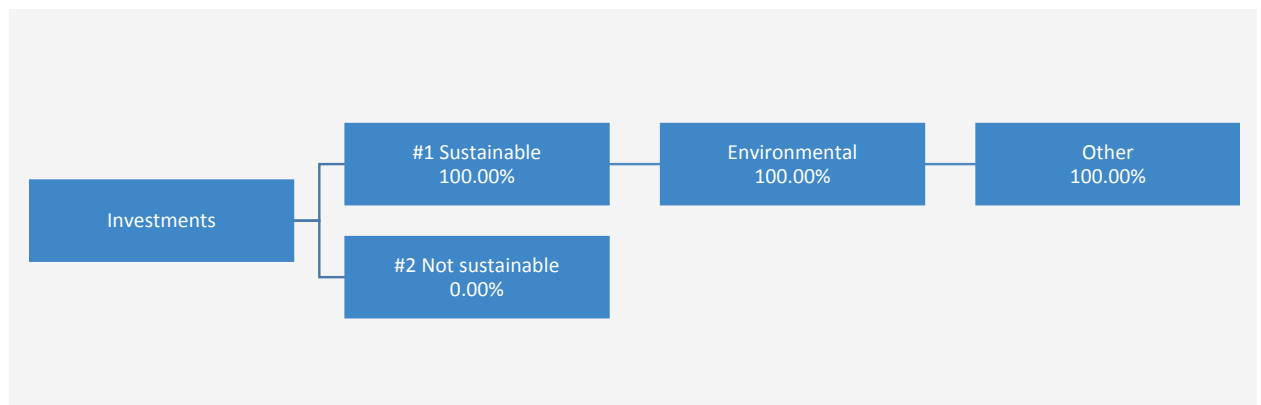 Investments
#1 Sustainable
100.00%
Environmental
100.00%
Other
100.00%
#2 Not sustainable
0.00%